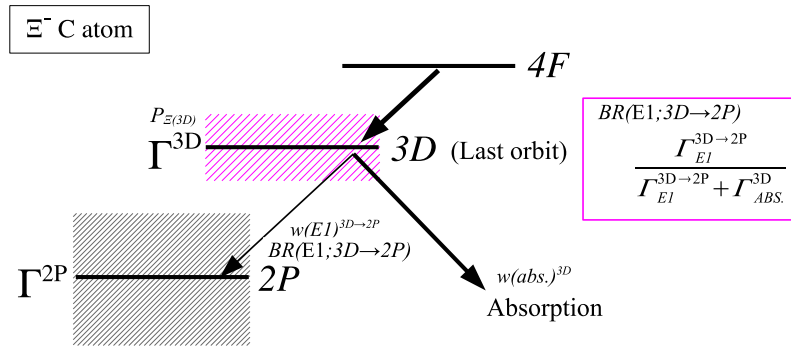 Ξ⁻ C atom
4F
P_Ξ(3D)
Γ^3D
3D (Last orbit)
BR(E1;3D→2P)
Γ_E1^3D→2P
Γ_E1^3D→2P + Γ_ABS.^3D
w(E1)^3D→2P
BR(E1;3D→2P)
Γ^2P
2P
w(abs.)^3D
Absorption